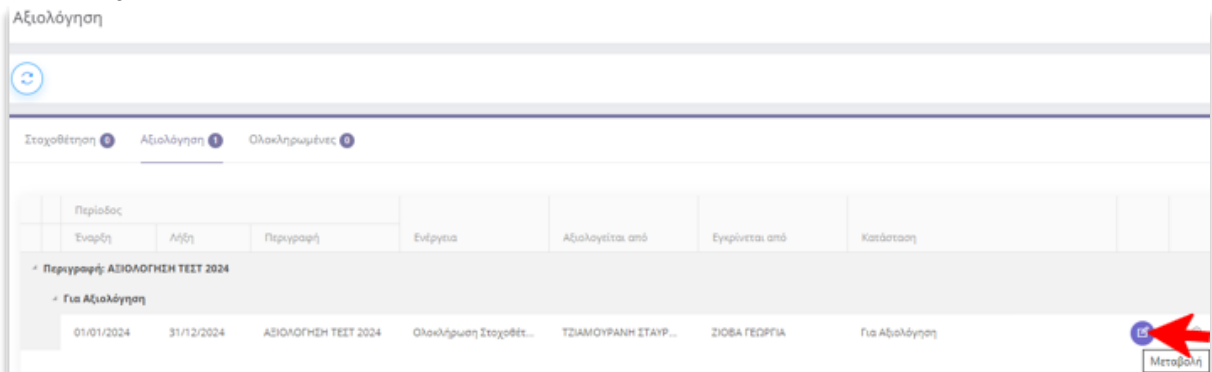 Αξιολόγηση
Στοχοθέτηση 0 Αξιολόγηση 1 Ολοκληρωμένες 0
Περίοδος
Έναρξη Λήξη Περιγραφή Ενέργεια Αξιολογείται από Εγκρίνεται από Κατάσταση
Περιγραφή: ΑΞΙΟΛΟΓΗΣΗ ΤΕΣΤ 2024
Για Αξιολόγηση
01/01/2024 31/12/2024 ΑΞΙΟΛΟΓΗΣΗ ΤΕΣΤ 2024 Ολοκλήρωση Στοχοθέτ... ΤΖΙΑΜΟΥΡΑΝΗ ΣΤΑΥΡ... ΖΙΟΒΑ ΓΕΩΡΓΙΑ Για Αξιολόγηση
Μεταβολή